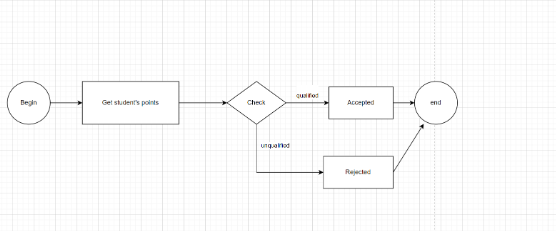 Begin
Get student's points
Check
qualified
Accepted
end
unqualified
Rejected